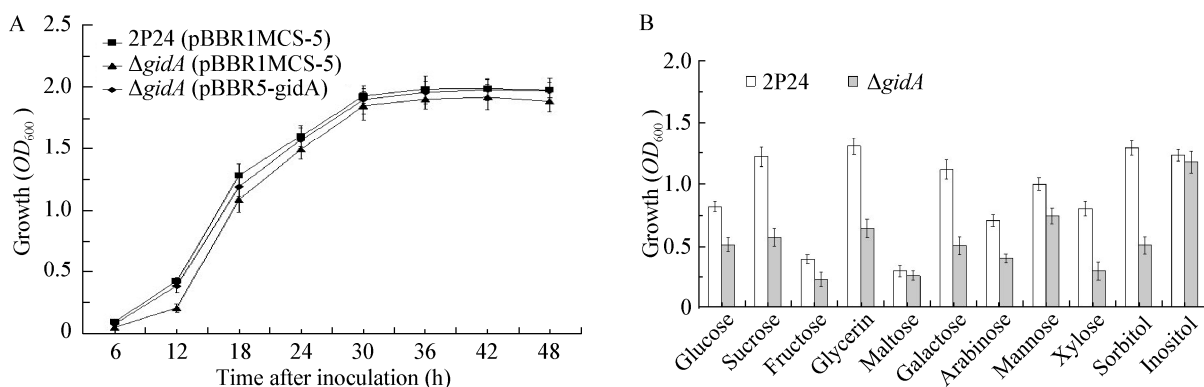 A
2.5
2.0
1.5
1.0
0.5
0
Growth (OD600)
2P24 (pBBR1MCS-5)
ΔgidA (pBBR1MCS-5)
ΔgidA (pBBR5-gidA)
6 12 18 24 30 36 42 48
Time after inoculation (h)
B
2.0
1.5
1.0
0.5
0
Growth (OD600)
2P24 ΔgidA
Glucose
Sucrose
Fructose
Glycerin
Maltose
Galactose
Arabinose
Mannose
Xylose
Sorbitol
Inositol